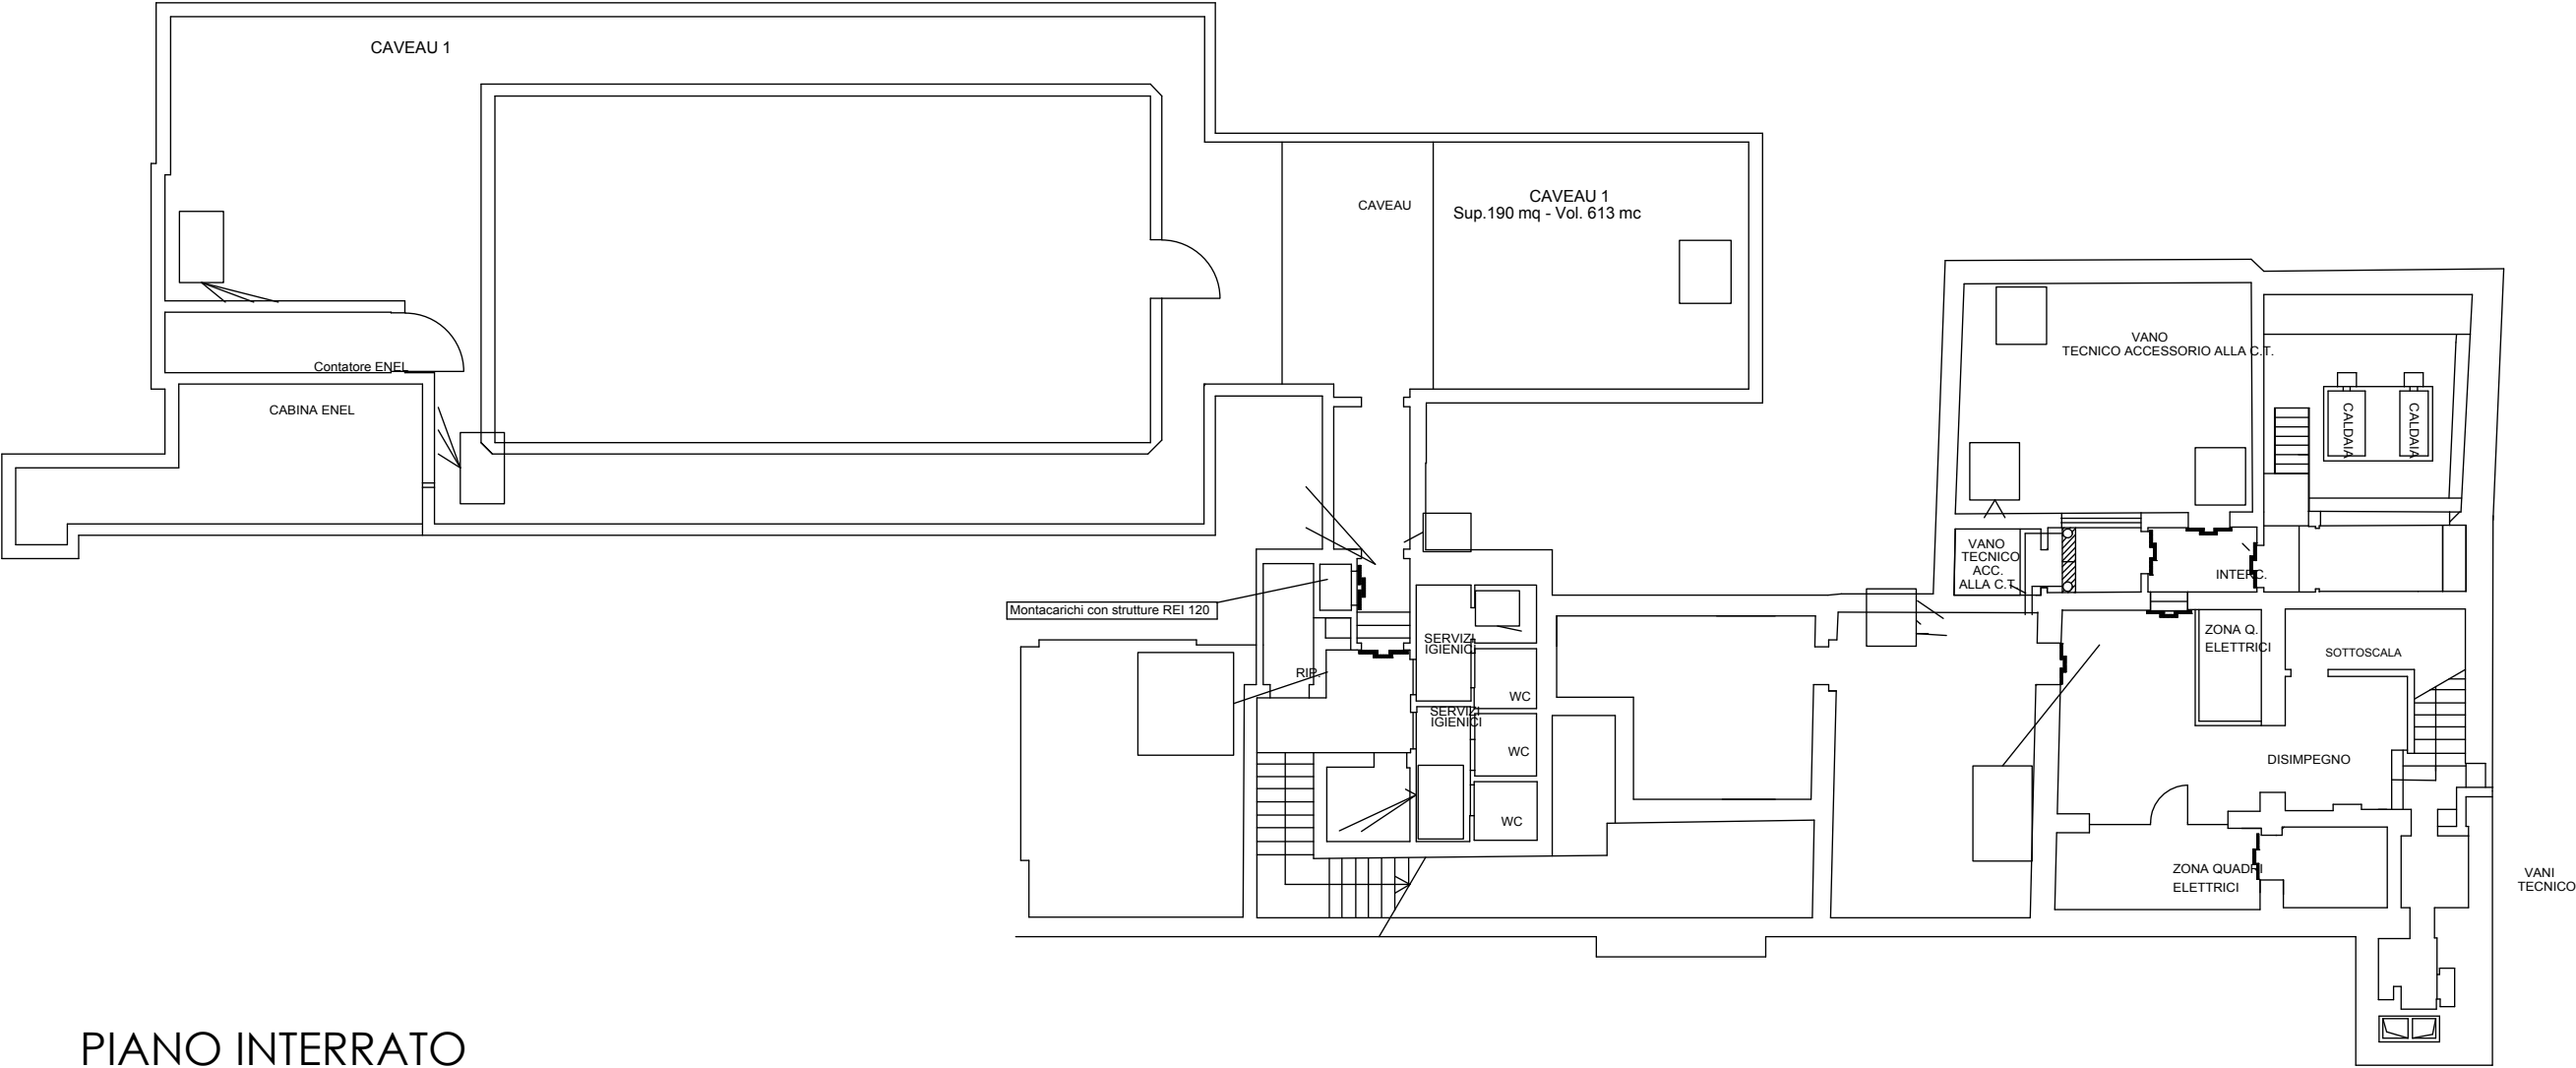 CAVEAU 1
CAVEAU
CAVEAU 1
Sup.190 mq - Vol. 613 mc
Contatore ENEL
CABINA ENEL
VANO
TECNICO ACCESSORIO ALLA C.T.
CALDAIA
CALDAIA
VANO
TECNICO
ACC.
ALLA C.T.
INTERC.
Montacarichi con strutture REI 120
SERVIZI
IGIENICI
RIP.
WC
SERVIZI
IGIENICI
WC
WC
ZONA Q.
ELETTRICI
SOTTOSCALA
DISIMPEGNO
ZONA QUADRI
ELETTRICI
VANI
TECNICO
PIANO INTERRATO